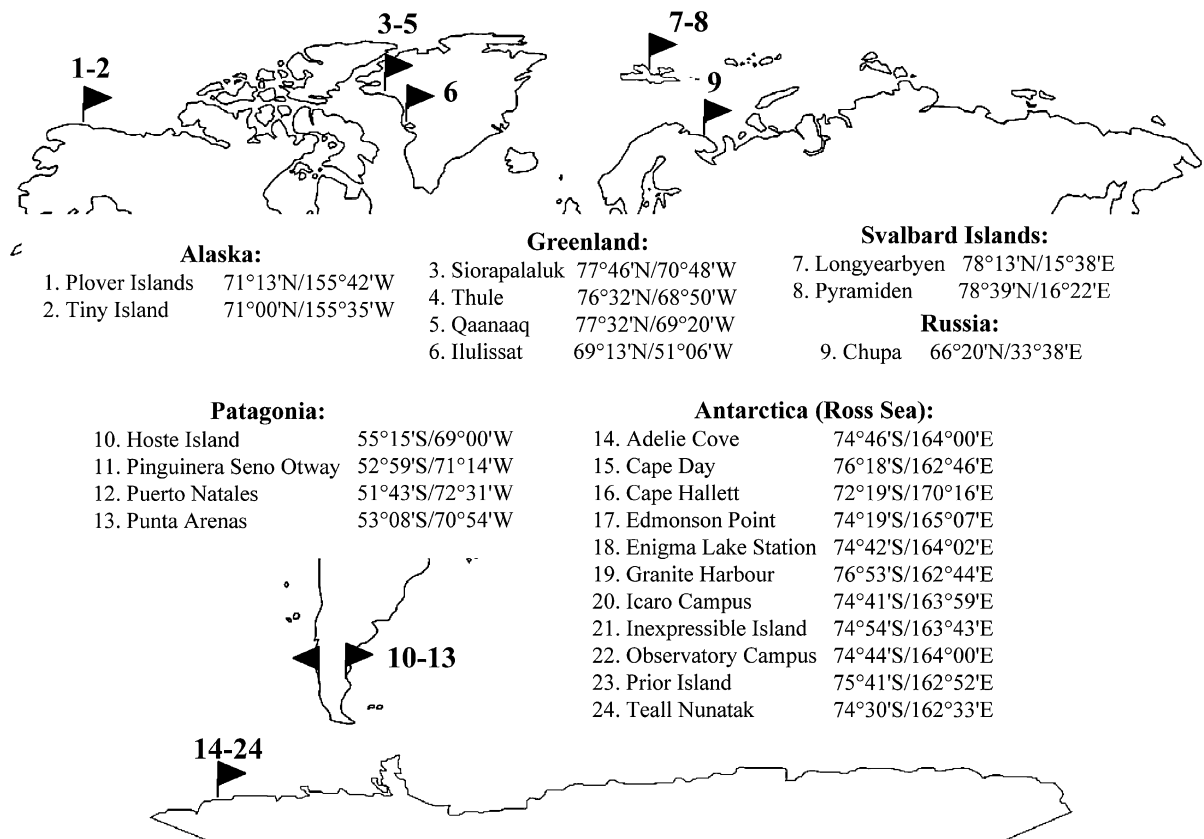 3-5
7-8
1-2
6
9
Alaska:
1. Plover Islands 71°13'N/155°42'W
2. Tiny Island 71°00'N/155°35'W
Greenland:
3. Siorapalaluk 77°46'N/70°48'W
4. Thule 76°32'N/68°50'W
5. Qaanaaq 77°32'N/69°20'W
6. Ilulissat 69°13'N/51°06'W
Svalbard Islands:
7. Longyearbyen 78°13'N/15°38'E
8. Pyramiden 78°39'N/16°22'E
Russia:
9. Chupa 66°20'N/33°38'E
Patagonia:
10. Hoste Island 55°15'S/69°00'W
11. Pinguinera Seno Otway 52°59'S/71°14'W
12. Puerto Natales 51°43'S/72°31'W
13. Punta Arenas 53°08'S/70°54'W
Antarctica (Ross Sea):
14. Adelie Cove 74°46'S/164°00'E
15. Cape Day 76°18'S/162°46'E
16. Cape Hallett 72°19'S/170°16'E
17. Edmonson Point 74°19'S/165°07'E
18. Enigma Lake Station 74°42'S/164°02'E
19. Granite Harbour 76°53'S/162°44'E
20. Icaro Campus 74°41'S/163°59'E
21. Inexpressible Island 74°54'S/163°43'E
22. Observatory Campus 74°44'S/164°00'E
23. Prior Island 75°41'S/162°52'E
24. Teall Nunatak 74°30'S/162°33'E
10-13
14-24